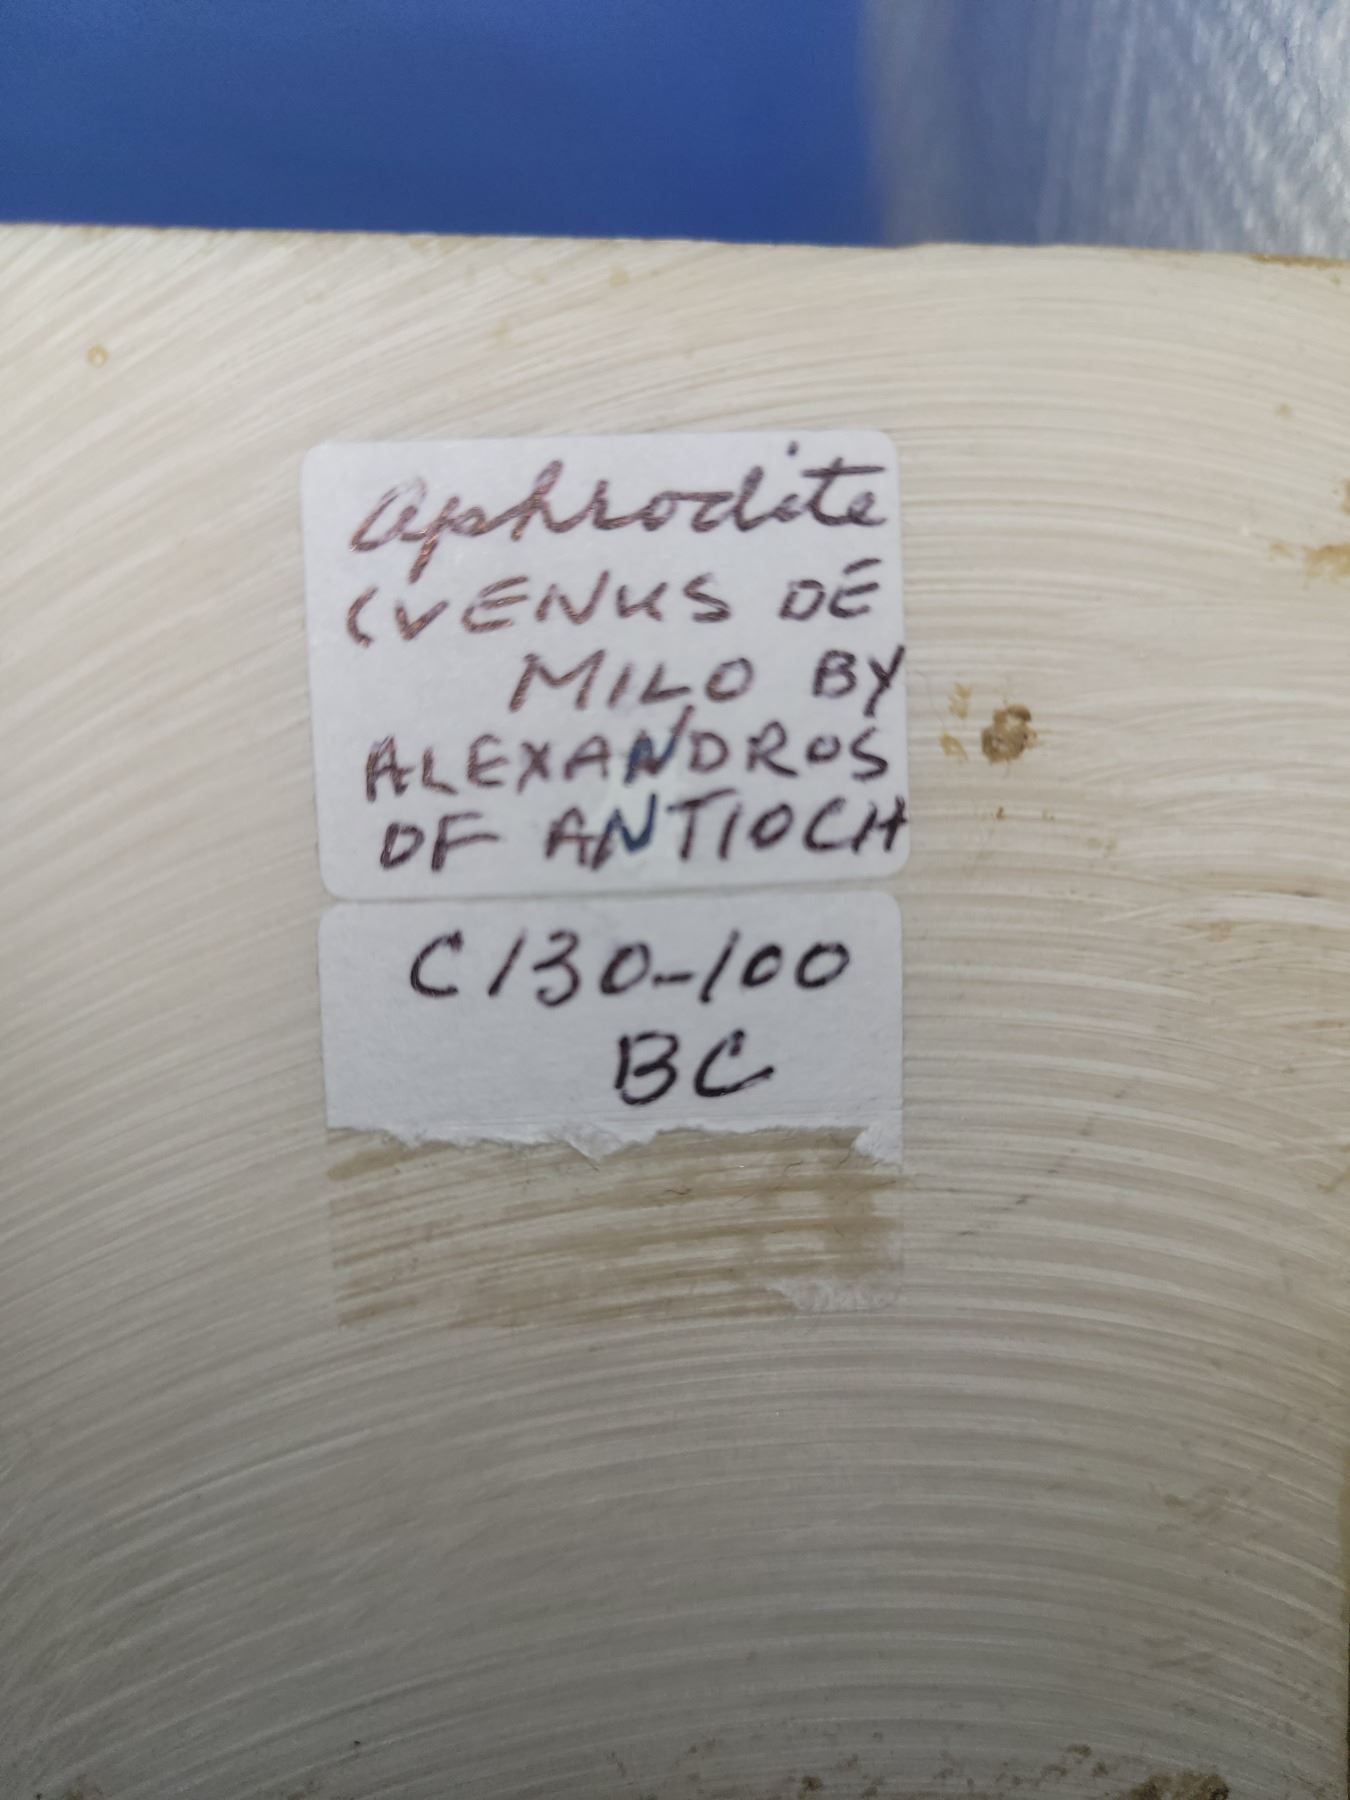 Aphrodite
(VENUS DE
MILO BY
ALEXANDROS
OF ANTIOCH
C130-100
BC